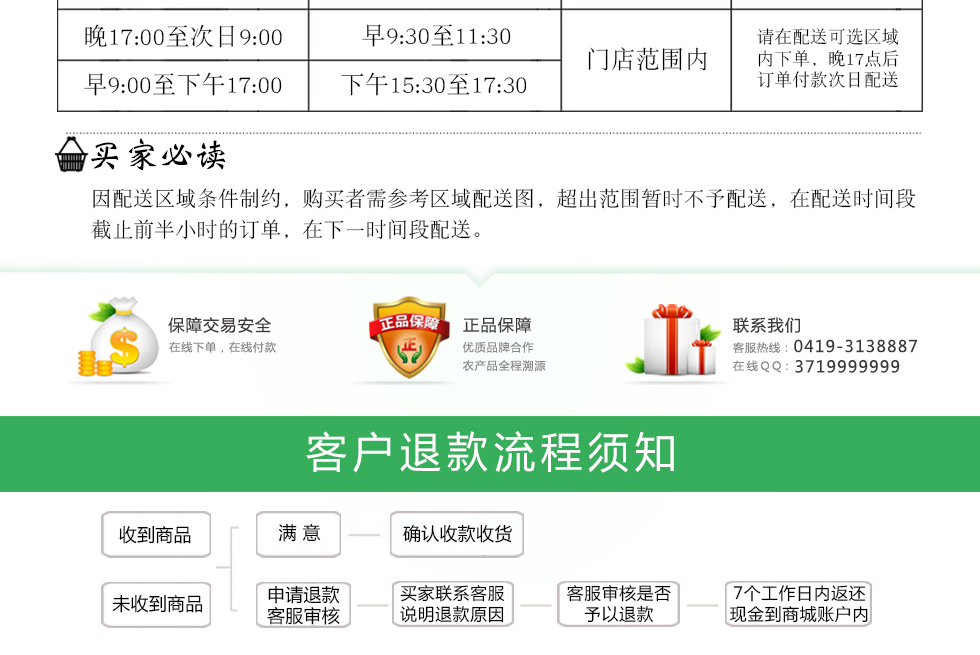 晚17:00至次日9:00
早9:30至11:30
早9:00至下午17:00
下午15:30至17:30
门店范围内
请在配送可选区域
内下单，晚17点后
订单付款次日配送
买家必读
因配送区域条件制约，购买者需参考区域配送图，超出范围暂时不予配送，在配送时间段
截止前半小时的订单，在下一时间段配送。
保障交易安全
在线下单，在线付款
正品保障
正
正品保障
优质品牌合作
农产品全程溯源
联系我们
客服热线：0419-3138887
在线QQ：3719999999
客户退款流程须知
收到商品
满 意
确认收款收货
未收到商品
申请退款
客服审核
买家联系客服
说明退款原因
客服审核是否
予以退款
7个工作日内返还
现金到商城账户内